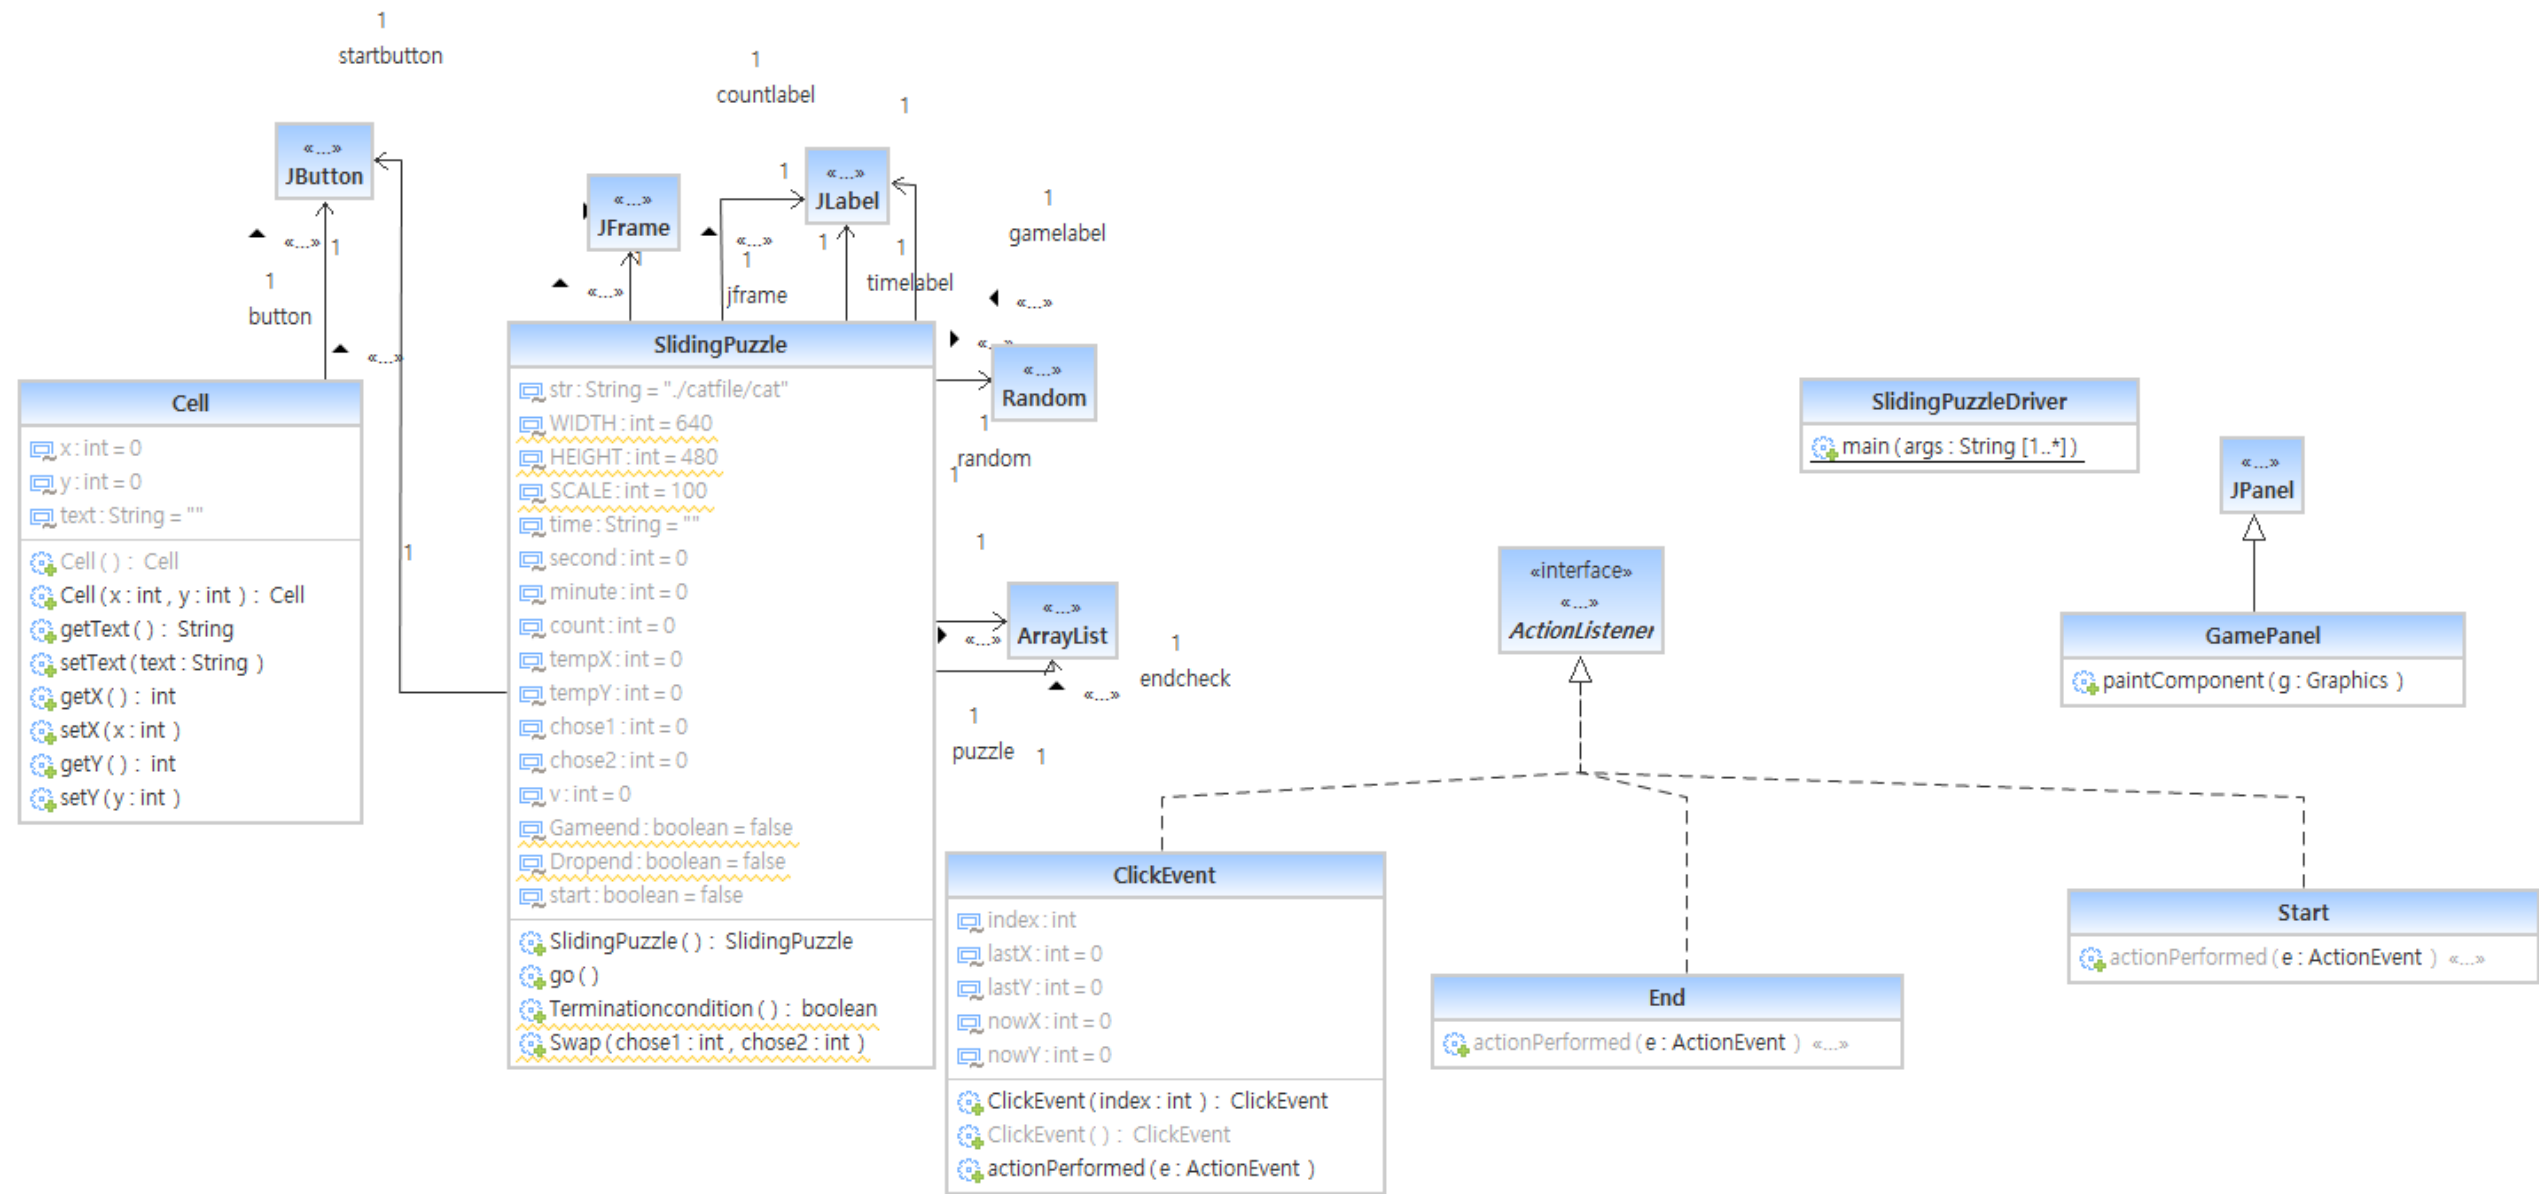 1
startbutton
1
countlabel
1
«...»
JButton
«...»
JFrame
1
«...»
JLabel
1
gamelabel
«...»
1
«...»
1
1
«...»
1
1
timelabel
1
button
«...»
jframe
«...»
«...»
«...»
Random
1
random
1
Cell
x : int = 0
y : int = 0
text : String = ""
Cell ( ) : Cell
Cell ( x : int , y : int ) : Cell
getText ( ) : String
setText ( text : String )
getX ( ) : int
setX ( x : int )
getY ( ) : int
setY ( y : int )
1
SlidingPuzzle
str : String = "./catfile/cat"
WIDTH : int = 640
HEIGHT : int = 480
SCALE : int = 100
time : String = ""
second : int = 0
minute : int = 0
count : int = 0
tempX : int = 0
tempY : int = 0
chose1 : int = 0
chose2 : int = 0
v : int = 0
Gameend : boolean = false
Dropend : boolean = false
start : boolean = false
SlidingPuzzle ( ) : SlidingPuzzle
go ( )
Terminationcondition ( ) : boolean
Swap ( chose1 : int , chose2 : int )
1
«...»
ArrayList
«...»
1
endcheck
«...»
1
puzzle
1
SlidingPuzzleDriver
main ( args : String [1..*] )
«...»
JPanel
GamePanel
paintComponent ( g : Graphics )
«interface»
«...»
ActionListener
ClickEvent
index : int
lastX : int = 0
lastY : int = 0
nowX : int = 0
nowY : int = 0
ClickEvent ( index : int ) : ClickEvent
ClickEvent ( ) : ClickEvent
actionPerformed ( e : ActionEvent )
End
actionPerformed ( e : ActionEvent ) «...»
Start
actionPerformed ( e : ActionEvent ) «...»